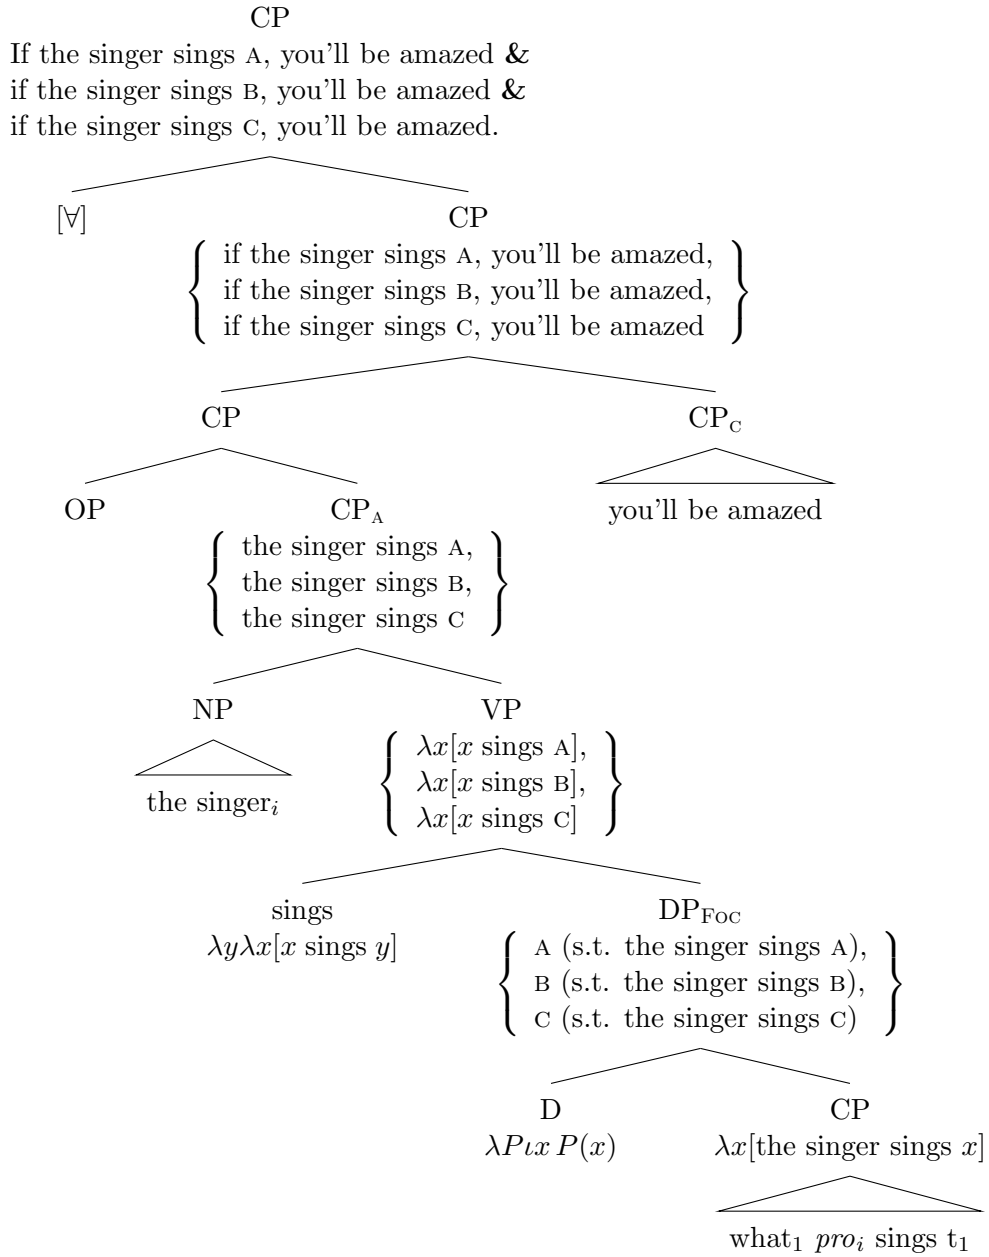 CP
If the singer sings ᴀ, you'll be amazed &
if the singer sings ʙ, you'll be amazed &
if the singer sings ᴄ, you'll be amazed.
[∀]
CP
{ if the singer sings ᴀ, you'll be amazed,
if the singer sings ʙ, you'll be amazed,
if the singer sings ᴄ, you'll be amazed }
CP
CP_ᴄ
OP
CP_ᴀ
you'll be amazed
{ the singer sings ᴀ,
the singer sings ʙ,
the singer sings ᴄ }
NP
VP
the singer_i
{ λx[x sings ᴀ],
λx[x sings ʙ],
λx[x sings ᴄ] }
sings
λyλx[x sings y]
DP_Foc
{ ᴀ (s.t. the singer sings ᴀ),
ʙ (s.t. the singer sings ʙ),
ᴄ (s.t. the singer sings ᴄ) }
D
λPιx P(x)
CP
λx[the singer sings x]
what₁ pro_i sings t₁